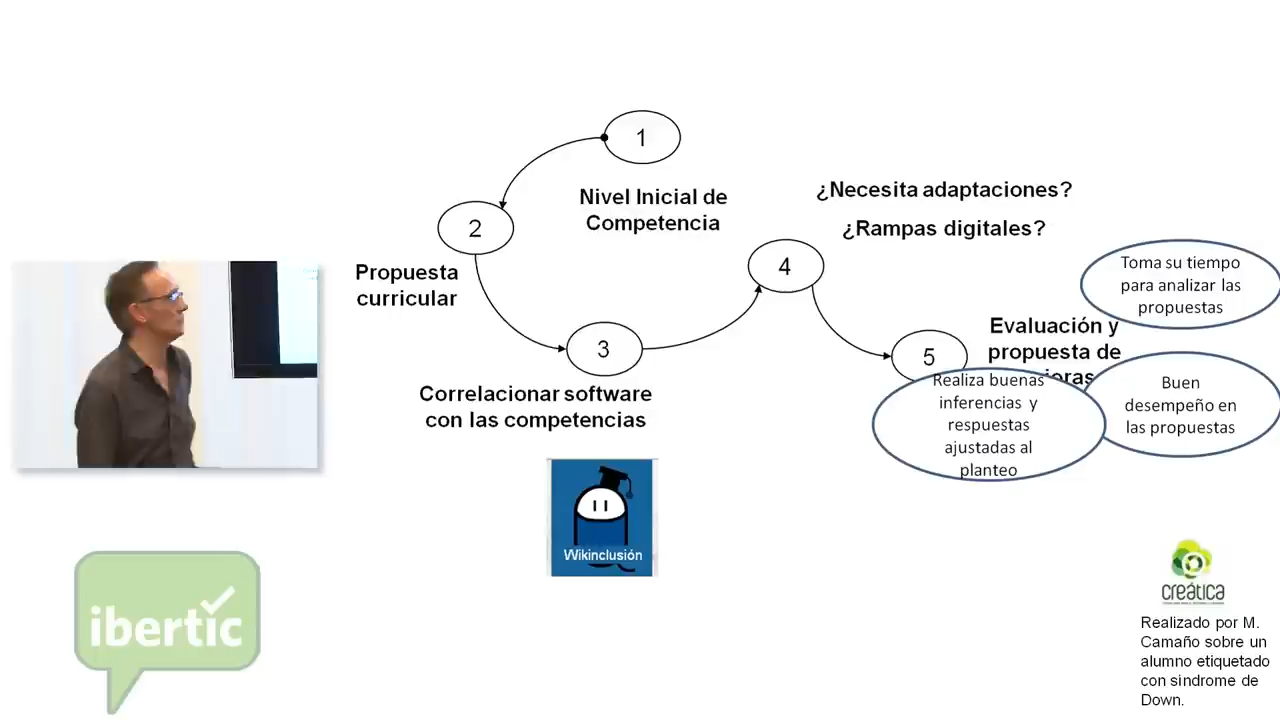 1
Nivel Inicial de
Competencia
2
Propuesta
curricular
3
Correlacionar software
con las competencias
Wikinclusión
¿Necesita adaptaciones?
¿Rampas digitales?
4
5
Evaluación y
propuesta de
Toma su tiempo
para analizar las
propuestas
Buen
desempeño en
las propuestas
Realiza buenas
inferencias y
respuestas
ajustadas al
planteo
ibertic
creática
Realizado por M.
Camaño sobre un
alumno etiquetado
con sindrome de
Down.